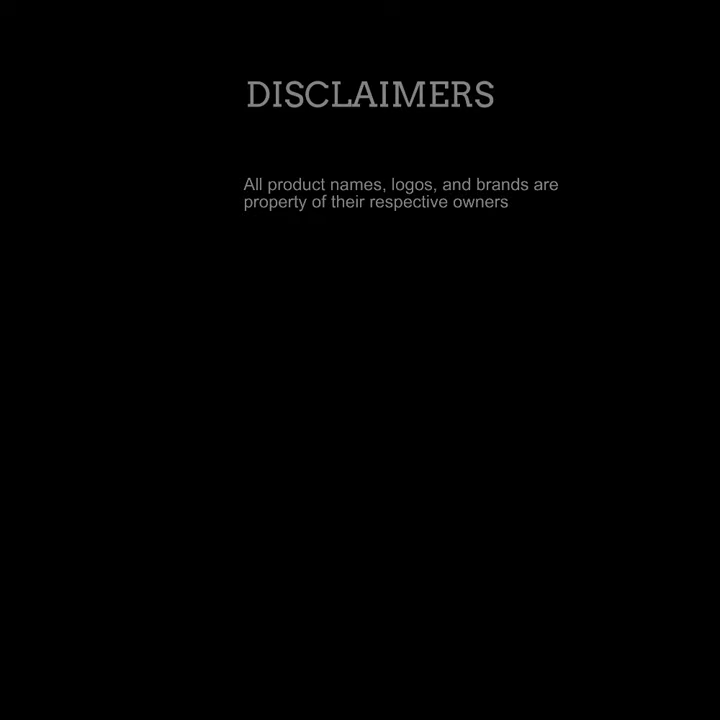 DISCLAIMERS
All product names, logos, and brands are
property of their respective owners